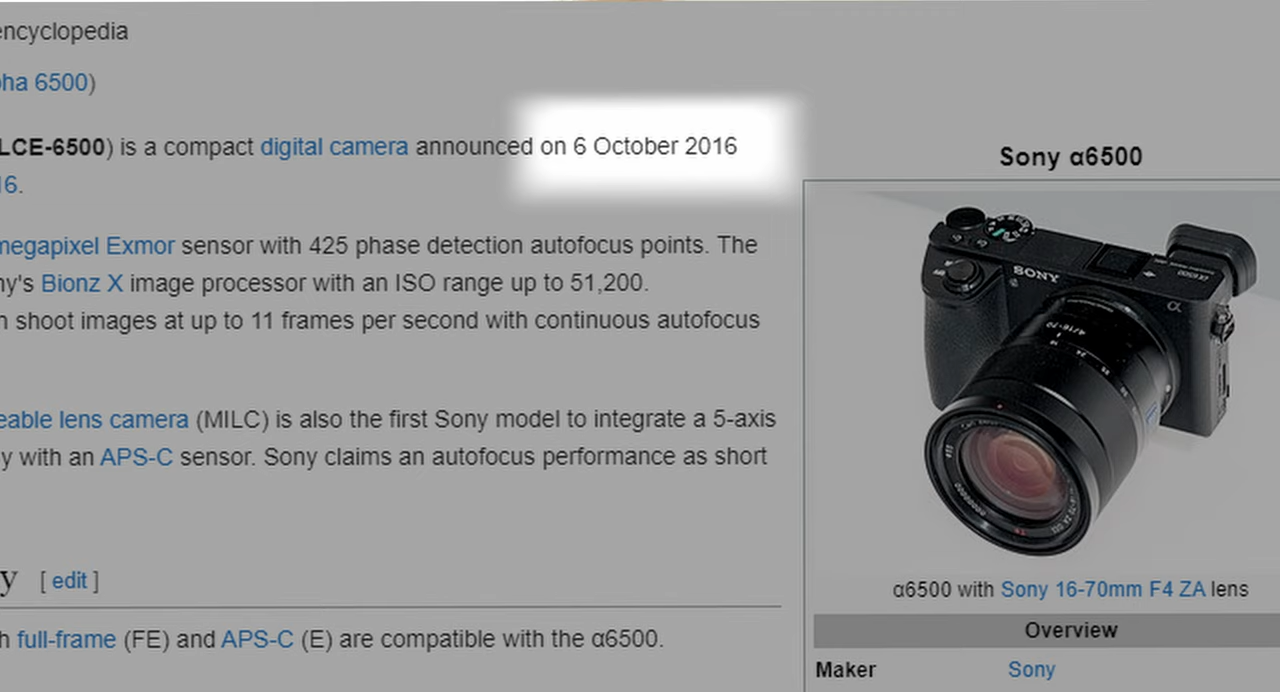 encyclopedia
pha 6500)
LCE-6500) is a compact digital camera announced on 6 October 2016
16.
megapixel Exmor sensor with 425 phase detection autofocus points. The
ny's Bionz X image processor with an ISO range up to 51,200.
n shoot images at up to 11 frames per second with continuous autofocus
eable lens camera (MILC) is also the first Sony model to integrate a 5-axis
y with an APS-C sensor. Sony claims an autofocus performance as short
y [ edit ]
h full-frame (FE) and APS-C (E) are compatible with the α6500.
Sony α6500
SONY
α6500
α
4/16-70
α6500 with Sony 16-70mm F4 ZA lens
Overview
Maker Sony